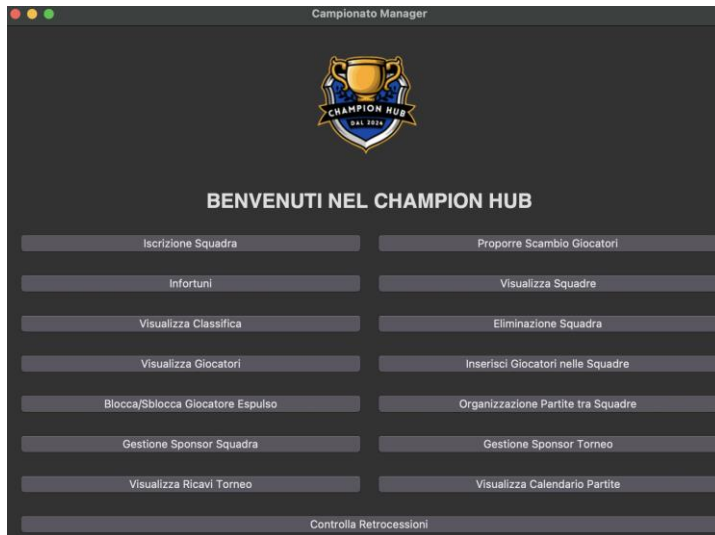 Campionato Manager
CHAMPION HUB
DAL 2024
BENVENUTI NEL CHAMPION HUB
Iscrizione Squadra
Proporre Scambio Giocatori
Infortuni
Visualizza Squadre
Visualizza Classifica
Eliminazione Squadra
Visualizza Giocatori
Inserisci Giocatori nelle Squadre
Blocca/Sblocca Giocatore Espulso
Organizzazione Partite tra Squadre
Gestione Sponsor Squadra
Gestione Sponsor Torneo
Visualizza Ricavi Torneo
Visualizza Calendario Partite
Controlla Retrocessioni